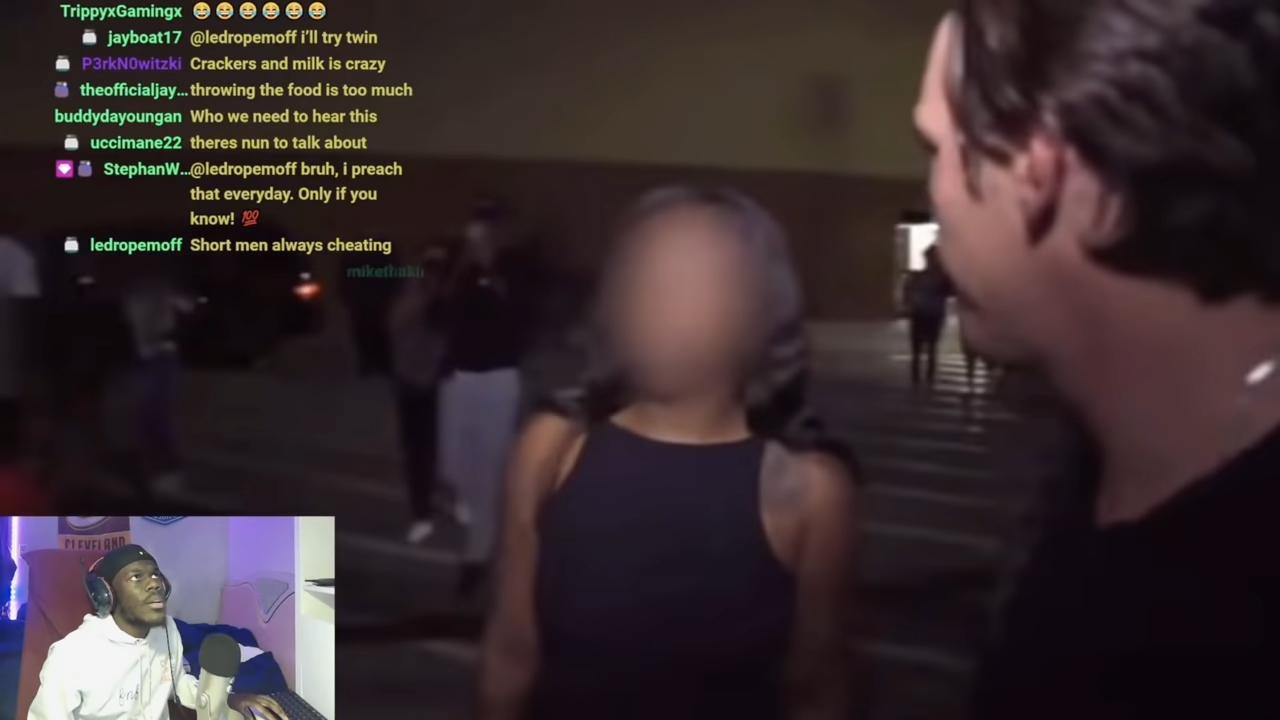 TrippyxGamingx 😂😂😂😂😂😂
jayboat17 @ledropemoff i'll try twin
P3rkN0witzki Crackers and milk is crazy
theofficialjay… throwing the food is too much
buddydayoungan Who we need to hear this
uccimane22 theres nun to talk about
StephanW… @ledropemoff bruh, i preach
that everyday. Only if you
know! 💯
ledropemoff Short men always cheating
CLEVELAND